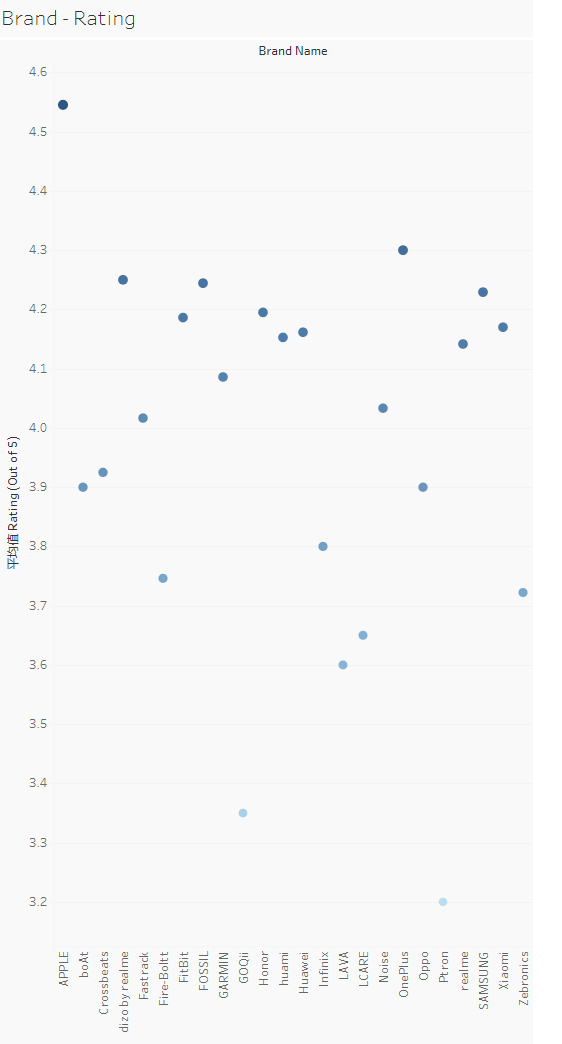 Brand - Rating
Brand Name
平均值 Rating (Out of 5)
4.6
4.5
4.4
4.3
4.2
4.1
4.0
3.9
3.8
3.7
3.6
3.5
3.4
3.3
3.2
APPLE
boAt
Crossbeats
dizo by realme
Fastrack
Fire-Boltt
FitBit
FOSSIL
GARMIN
GOQii
Honor
huami
Huawei
Infinix
LAVA
LCARE
Noise
OnePlus
Oppo
Ptron
realme
SAMSUNG
Xiaomi
Zebronics